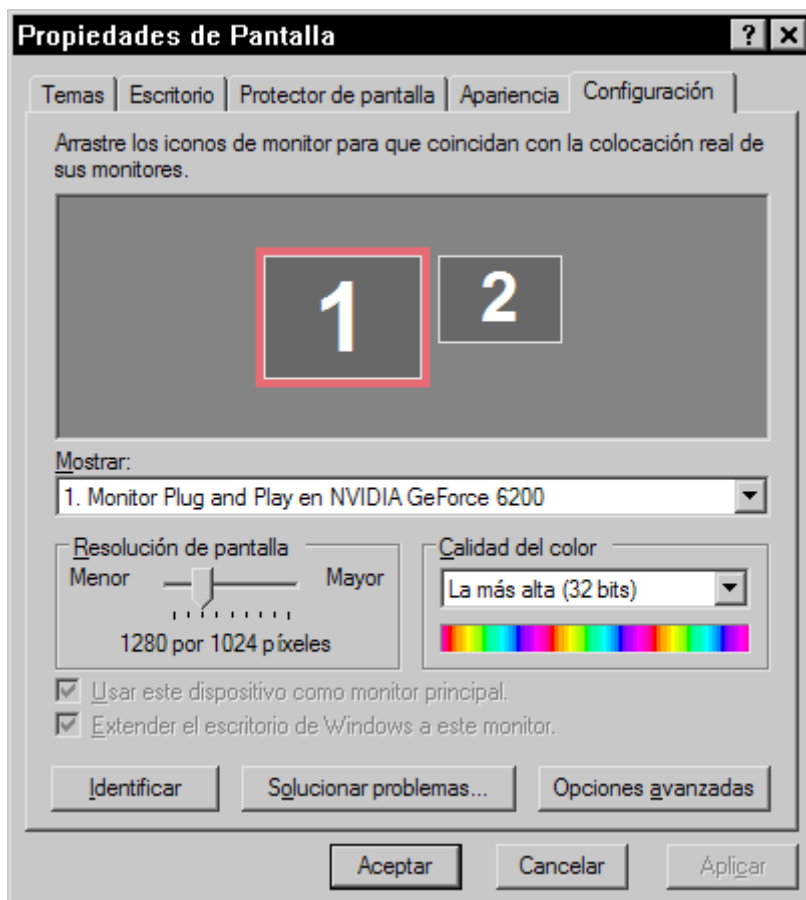 Propiedades de Pantalla
Temas Escritorio Protector de pantalla Apariencia Configuración
Arrastre los iconos de monitor para que coincidan con la colocación real de
sus monitores.
1 2
Mostrar:
1. Monitor Plug and Play en NVIDIA GeForce 6200
Resolución de pantalla
Menor Mayor
1280 por 1024 píxeles
Calidad del color
La más alta (32 bits)
Usar este dispositivo como monitor principal.
Extender el escritorio de Windows a este monitor.
Identificar Solucionar problemas... Opciones avanzadas
Aceptar Cancelar Aplicar